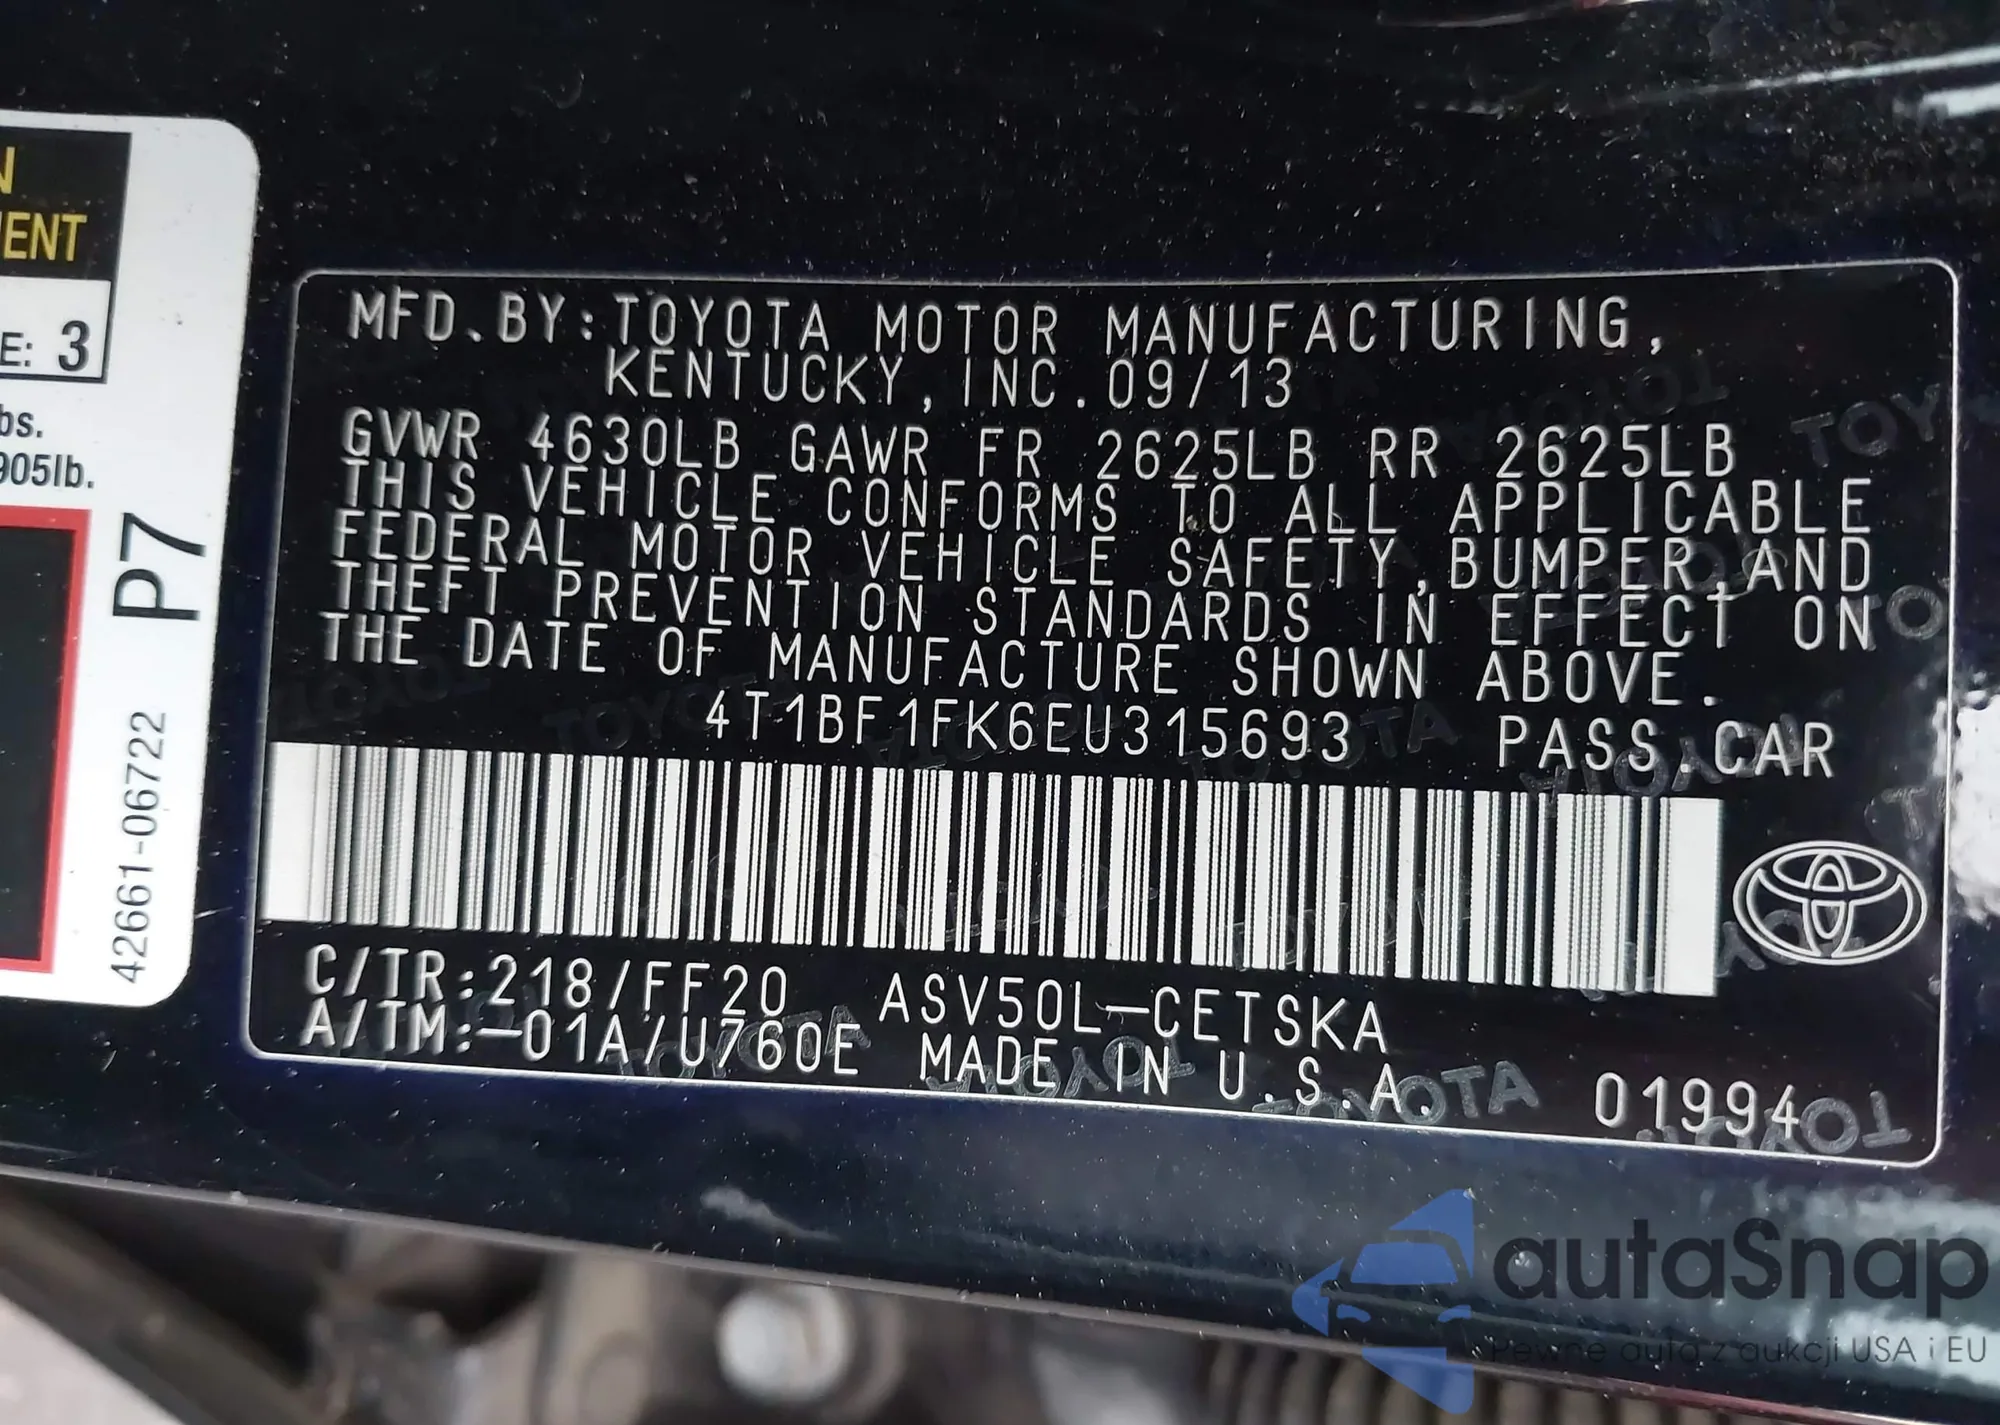 N
ENT
E: 3
bs.
905lb.
P7
42661-06722
MFD.BY:TOYOTA MOTOR MANUFACTURING,
KENTUCKY,INC.09/13
GVWR 4630LB GAWR FR 2625LB RR 2625LB
THIS VEHICLE CONFORMS TO ALL APPLICABLE
FEDERAL MOTOR VEHICLE SAFETY,BUMPER,AND
THEFT PREVENTION STANDARDS IN EFFECT ON
THE DATE OF MANUFACTURE SHOWN ABOVE.
4T1BF1FK6EU315693 PASS.CAR
C/TR:218/FF20 ASV50L-CETSKA
A/TM:-01A/U760E MADE IN U.S.A. 01994
autaSnap
Pewne auta z aukcji USA i EU